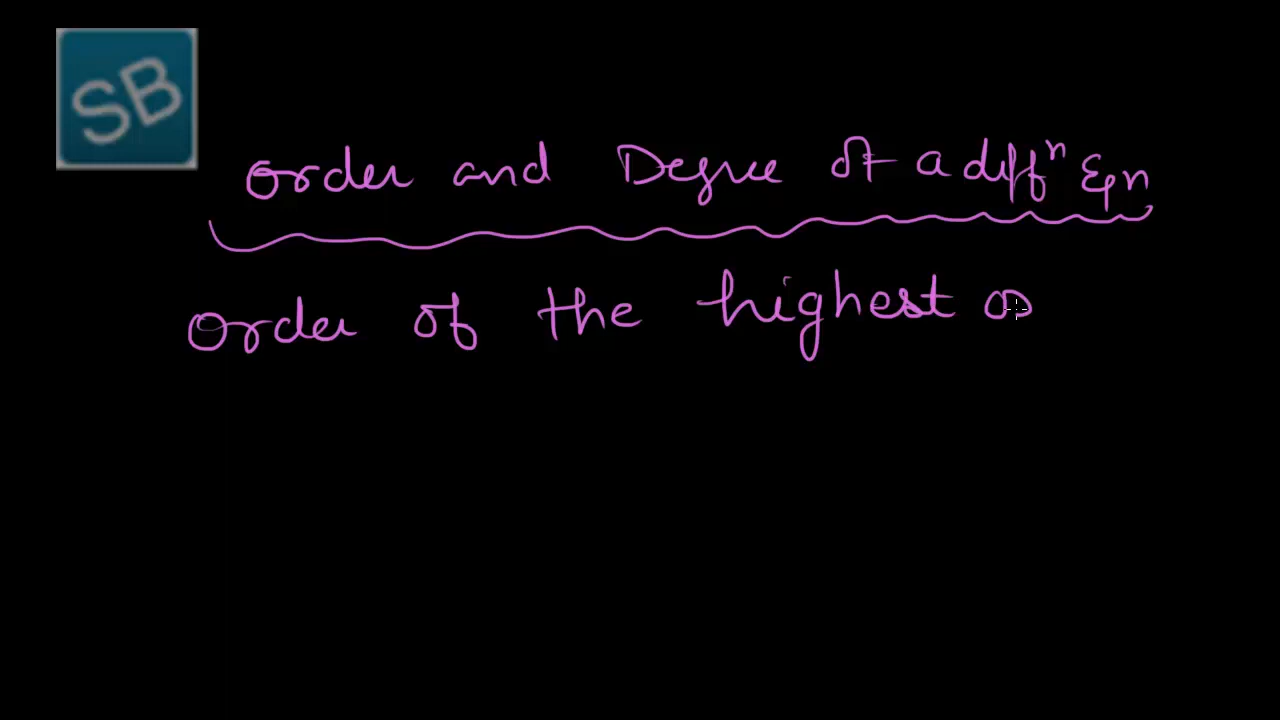 SB
Order and Degree of a diffⁿ Eqn
Order of the highest o